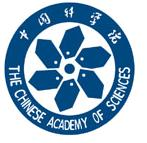 中国科学院
THE CHINESE ACADEMY OF SCIENCES